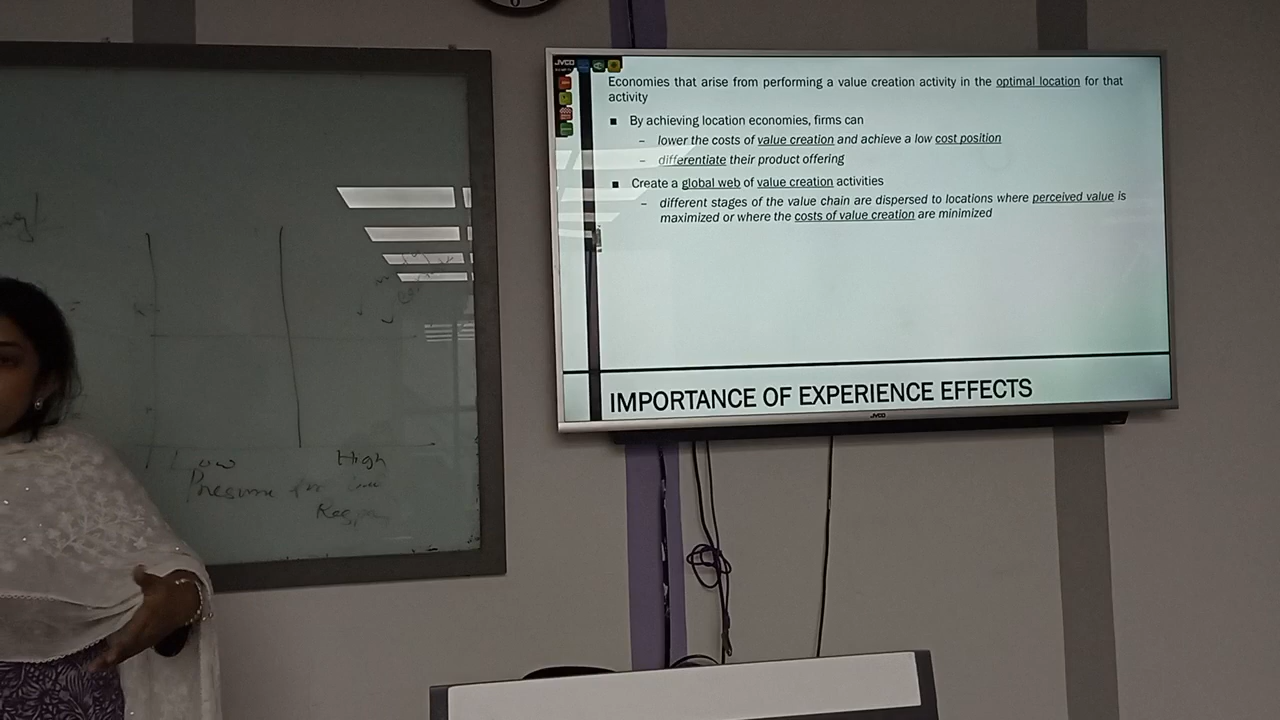 JVCO
Economies that arise from performing a value creation activity in the optimal location for that
activity
■ By achieving location economies, firms can
– lower the costs of value creation and achieve a low cost position
– differentiate their product offering
■ Create a global web of value creation activities
– different stages of the value chain are dispersed to locations where perceived value is
maximized or where the costs of value creation are minimized
IMPORTANCE OF EXPERIENCE EFFECTS
JVCO
Low High